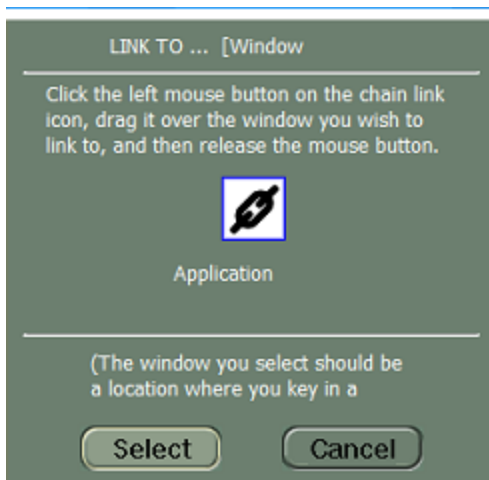 LINK TO ... [Window
Click the left mouse button on the chain link
icon, drag it over the window you wish to
link to, and then release the mouse button.
Application
(The window you select should be
a location where you key in a
Select
Cancel